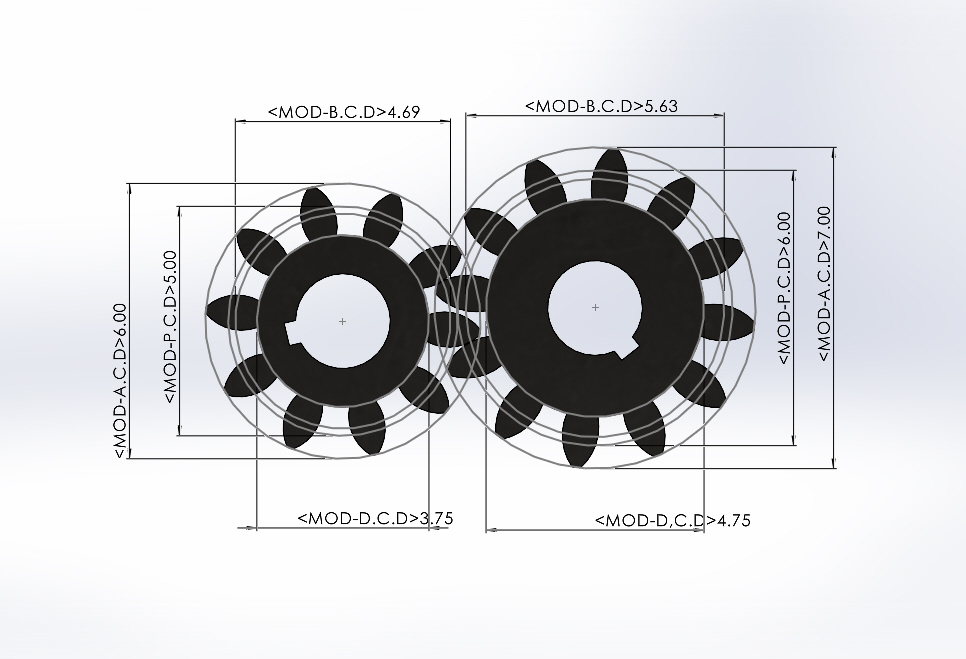 <MOD-B.C.D>4.69
<MOD-B.C.D>5.63
<MOD-A.C.D>6.00
<MOD-P.C.D>5.00
<MOD-P.C.D>6.00
<MOD-A.C.D>7.00
<MOD-D.C.D>3.75
<MOD-D,C.D>4.75